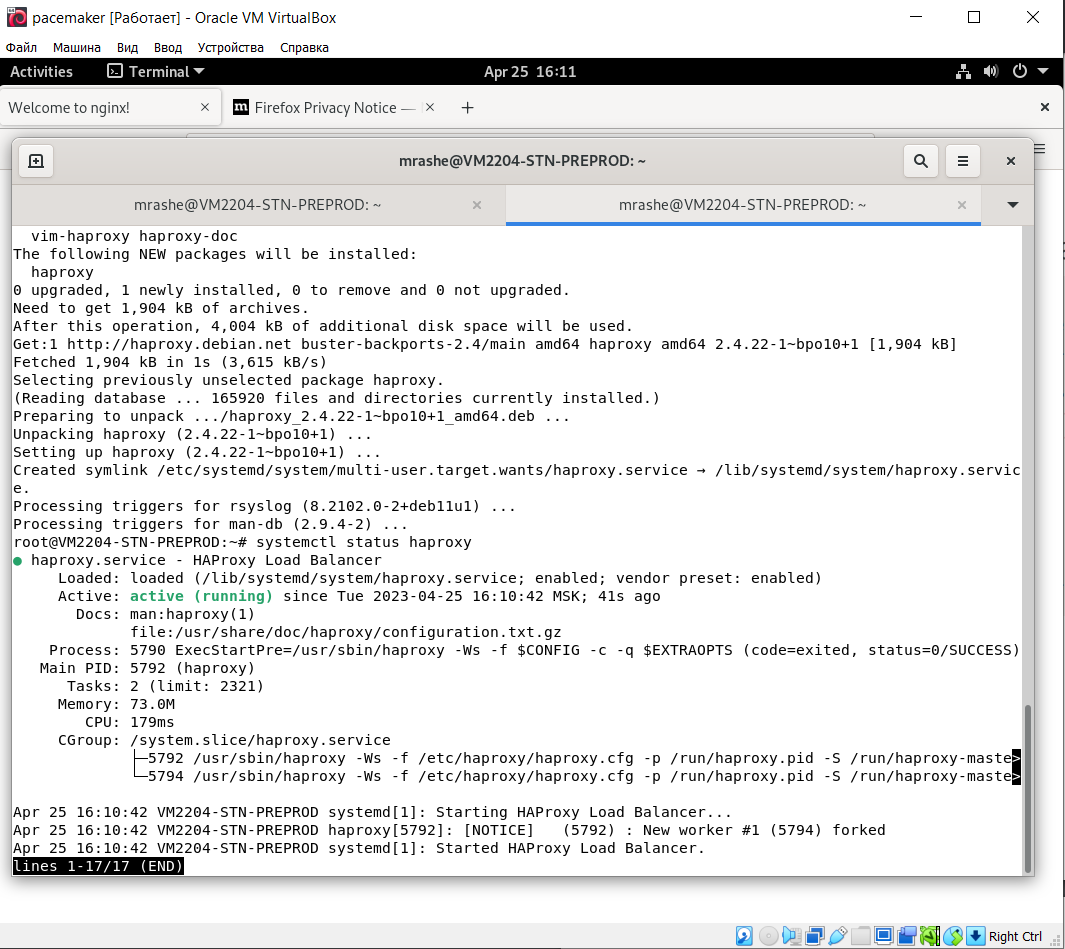 pacemaker [Работает] - Oracle VM VirtualBox
Файл Машина Вид Ввод Устройства Справка
Activities Terminal Apr 25 16:11
Welcome to nginx! × m Firefox Privacy Notice — × +
mrashe@VM2204-STN-PREPROD: ~
mrashe@VM2204-STN-PREPROD: ~ × mrashe@VM2204-STN-PREPROD: ~ ×
  vim-haproxy haproxy-doc
The following NEW packages will be installed:
  haproxy
0 upgraded, 1 newly installed, 0 to remove and 0 not upgraded.
Need to get 1,904 kB of archives.
After this operation, 4,004 kB of additional disk space will be used.
Get:1 http://haproxy.debian.net buster-backports-2.4/main amd64 haproxy amd64 2.4.22-1~bpo10+1 [1,904 kB]
Fetched 1,904 kB in 1s (3,615 kB/s)
Selecting previously unselected package haproxy.
(Reading database ... 165920 files and directories currently installed.)
Preparing to unpack .../haproxy_2.4.22-1~bpo10+1_amd64.deb ...
Unpacking haproxy (2.4.22-1~bpo10+1) ...
Setting up haproxy (2.4.22-1~bpo10+1) ...
Created symlink /etc/systemd/system/multi-user.target.wants/haproxy.service → /lib/systemd/system/haproxy.servic
e.
Processing triggers for rsyslog (8.2102.0-2+deb11u1) ...
Processing triggers for man-db (2.9.4-2) ...
root@VM2204-STN-PREPROD:~# systemctl status haproxy
● haproxy.service - HAProxy Load Balancer
     Loaded: loaded (/lib/systemd/system/haproxy.service; enabled; vendor preset: enabled)
     Active: active (running) since Tue 2023-04-25 16:10:42 MSK; 41s ago
       Docs: man:haproxy(1)
             file:/usr/share/doc/haproxy/configuration.txt.gz
    Process: 5790 ExecStartPre=/usr/sbin/haproxy -Ws -f $CONFIG -c -q $EXTRAOPTS (code=exited, status=0/SUCCESS)
   Main PID: 5792 (haproxy)
      Tasks: 2 (limit: 2321)
     Memory: 73.0M
        CPU: 179ms
     CGroup: /system.slice/haproxy.service
             ├─5792 /usr/sbin/haproxy -Ws -f /etc/haproxy/haproxy.cfg -p /run/haproxy.pid -S /run/haproxy-maste>
             └─5794 /usr/sbin/haproxy -Ws -f /etc/haproxy/haproxy.cfg -p /run/haproxy.pid -S /run/haproxy-maste>
Apr 25 16:10:42 VM2204-STN-PREPROD systemd[1]: Starting HAProxy Load Balancer...
Apr 25 16:10:42 VM2204-STN-PREPROD haproxy[5792]: [NOTICE]   (5792) : New worker #1 (5794) forked
Apr 25 16:10:42 VM2204-STN-PREPROD systemd[1]: Started HAProxy Load Balancer.
lines 1-17/17 (END)
Right Ctrl